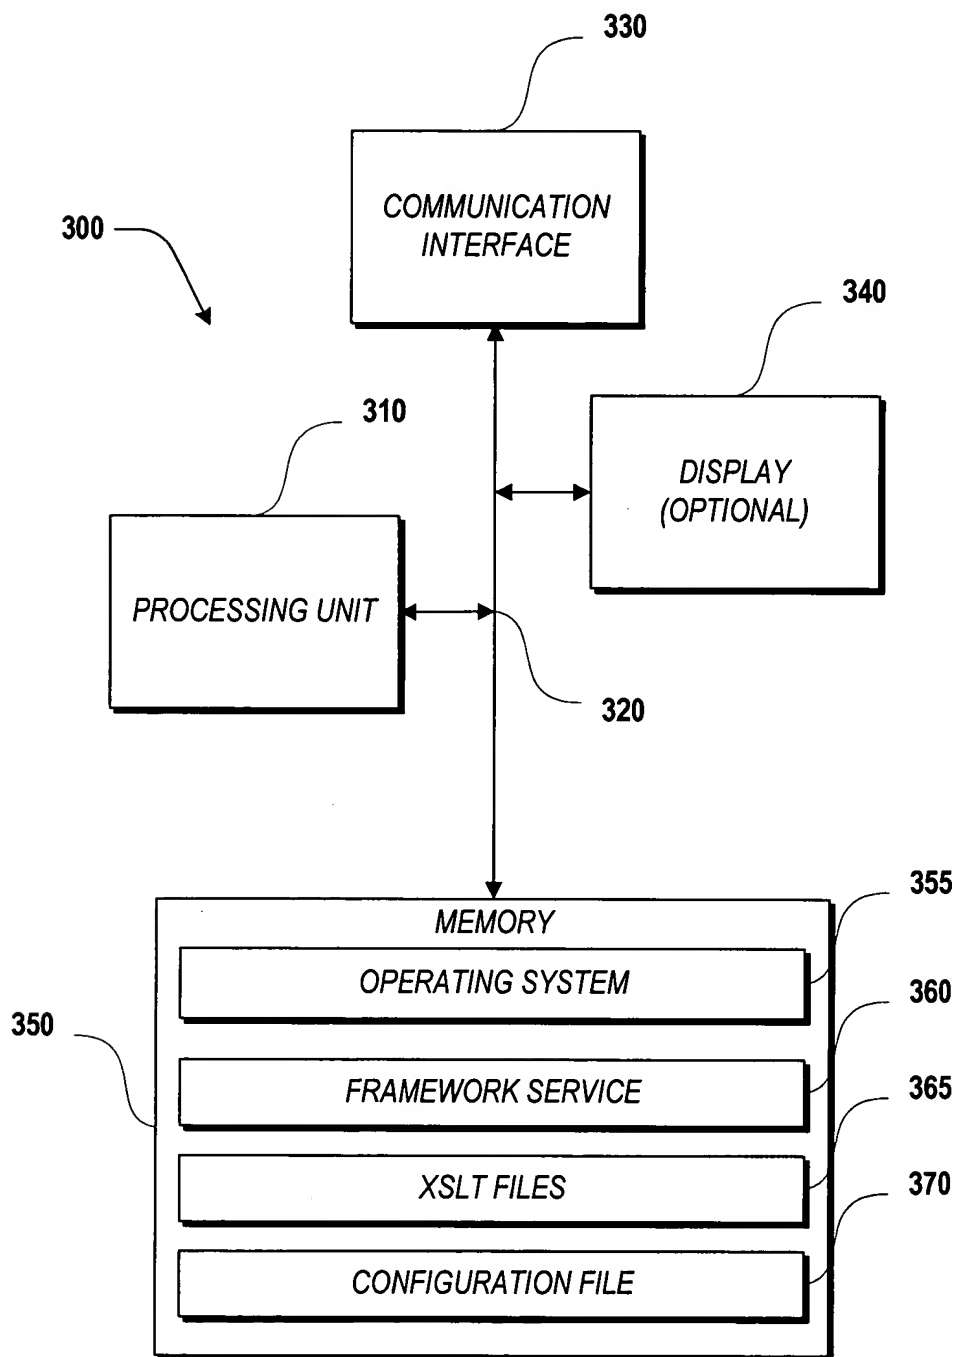 330
COMMUNICATION
INTERFACE
300
340
310
DISPLAY
(OPTIONAL)
PROCESSING UNIT
320
355
MEMORY
OPERATING SYSTEM
360
350
FRAMEWORK SERVICE
365
XSLT FILES
370
CONFIGURATION FILE